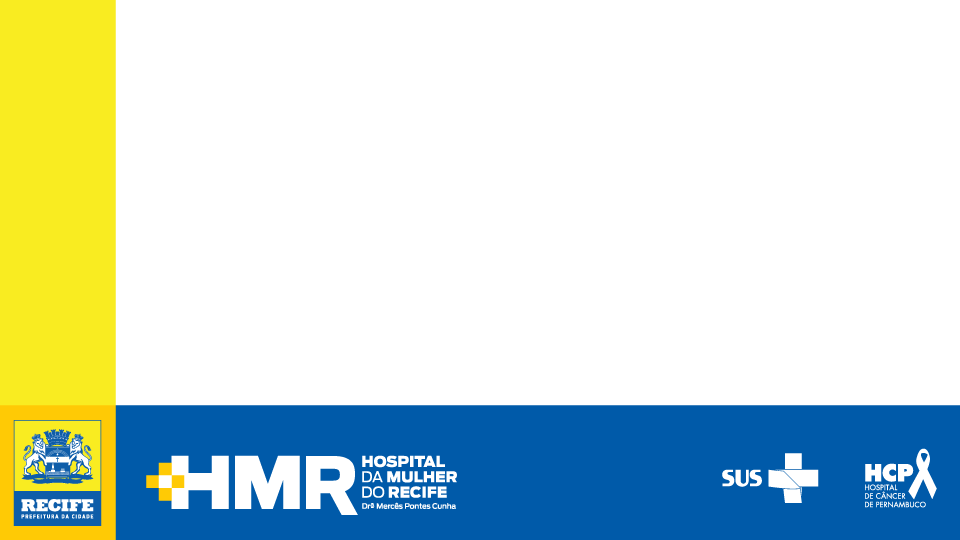 RECIFE
PREFEITURA DA CIDADE
HMR
HOSPITAL
DA MULHER
DO RECIFE
Drª Mercês Pontes Cunha
SUS
HCP
HOSPITAL
DE CÂNCER
DE PERNAMBUCO